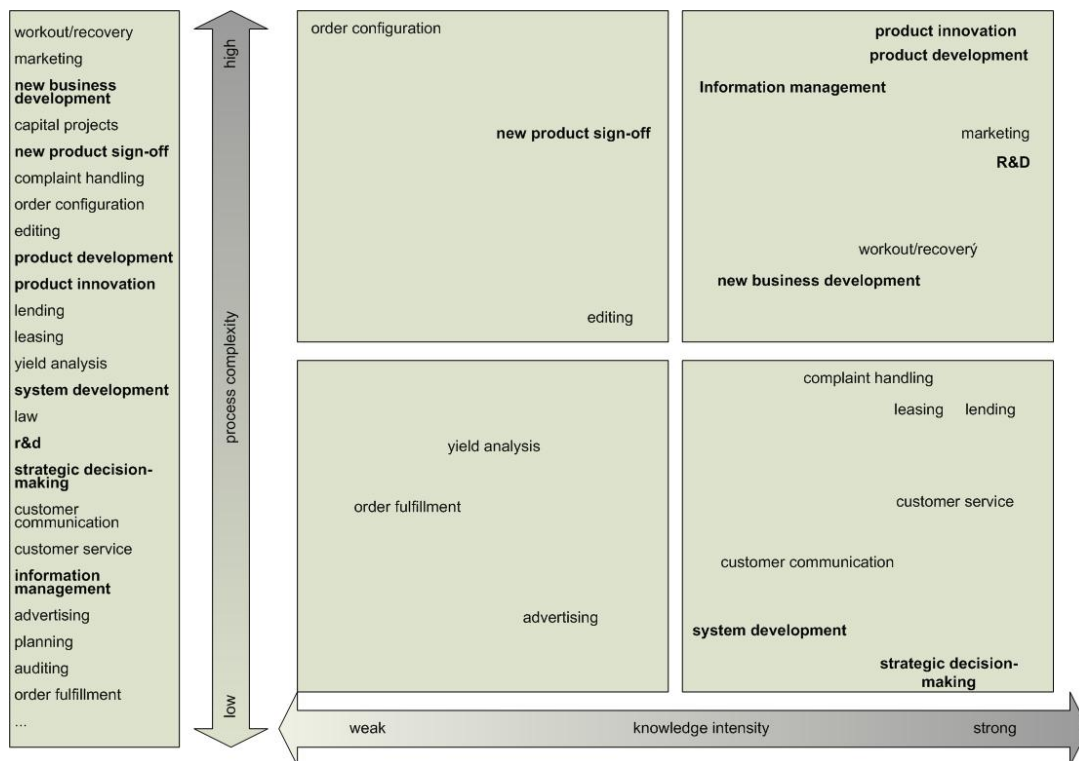 workout/recovery
marketing
new business
development
capital projects
new product sign-off
complaint handling
order configuration
editing
product development
product innovation
lending
leasing
yield analysis
system development
law
r&d
strategic decision-
making
customer
communication
customer service
information
management
advertising
planning
auditing
order fulfillment
...
high
process complexity
low
order configuration
new product sign-off
editing
product innovation
product development
Information management
marketing
R&D
workout/recoverý
new business development
yield analysis
order fulfillment
advertising
complaint handling
leasing lending
customer service
customer communication
system development
strategic decision-
making
weak knowledge intensity strong